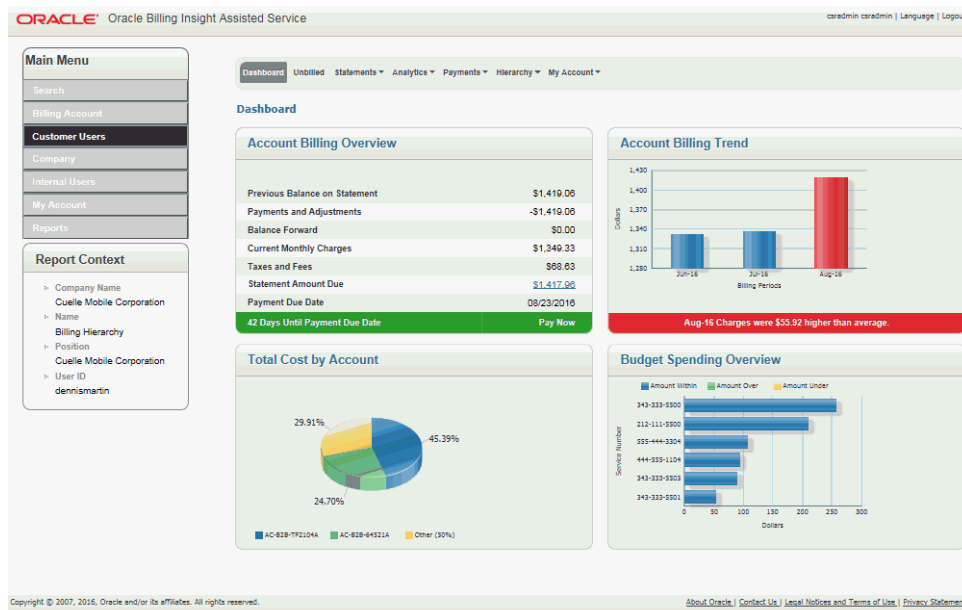 ORACLE Oracle Billing Insight Assisted Service
csradmin csradmin | Language | Logou
Main Menu
Search
Billing Account
Customer Users
Company
Internal Users
My Account
Reports
Report Context
Company Name
Cuelle Mobile Corporation
Name
Billing Hierarchy
Position
Cuelle Mobile Corporation
User ID
dennismartin
Dashboard Unbilled Statements Analytics Payments Hierarchy My Account
Dashboard
Account Billing Overview
Previous Balance on Statement $1,419.06
Payments and Adjustments -$1,419.06
Balance Forward $0.00
Current Monthly Charges $1,349.33
Taxes and Fees $68.63
Statement Amount Due $1,417.96
Payment Due Date 08/23/2016
42 Days Until Payment Due Date Pay Now
Account Billing Trend
1,430
1,400
1,370
1,340
1,310
1,280
Dollars
Jun-16 Jul-16 Aug-16
Billing Periods
Aug-16 Charges were $55.92 higher than average.
Total Cost by Account
29.91%
45.39%
24.70%
AC-B2B-TF2104A AC-B2B-64321A Other (30%)
Budget Spending Overview
Amount Within Amount Over Amount Under
Service Number
343-333-5500
212-111-5500
555-444-3304
444-555-1104
343-333-5503
343-333-5501
0 50 100 150 200 250 300
Dollars
Copyright © 2007, 2016, Oracle and/or its affiliates. All rights reserved.
About Oracle | Contact Us | Legal Notices and Terms of Use | Privacy Statemen